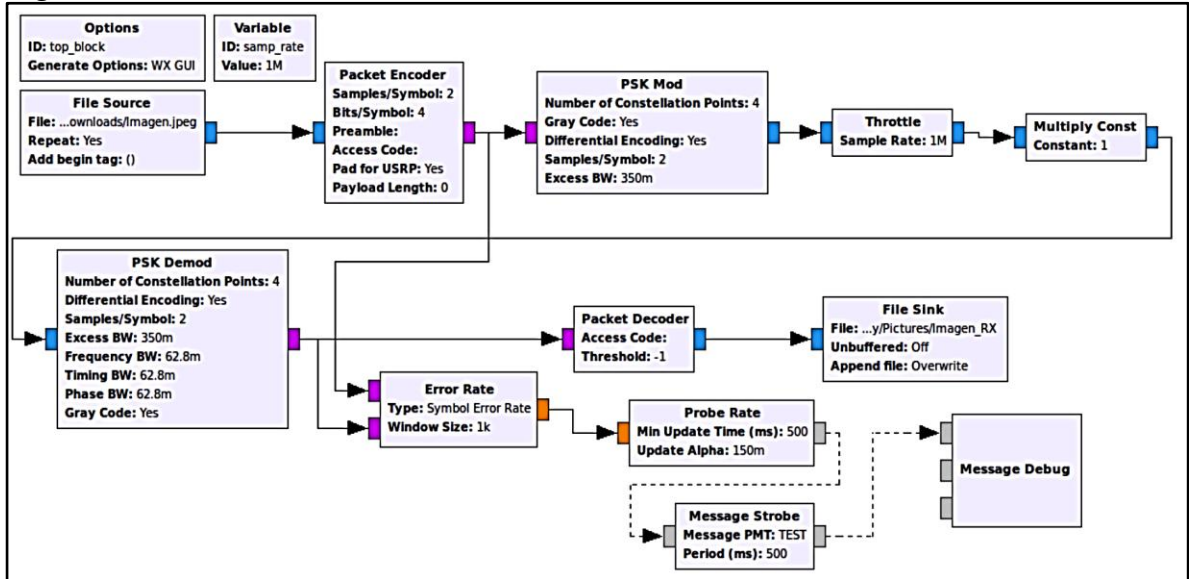 Options
ID: top_block
Generate Options: WX GUI
Variable
ID: samp_rate
Value: 1M
File Source
File: ...ownloads/Imagen.jpeg
Repeat: Yes
Add begin tag: ()
Packet Encoder
Samples/Symbol: 2
Bits/Symbol: 4
Preamble:
Access Code:
Pad for USRP: Yes
Payload Length: 0
PSK Mod
Number of Constellation Points: 4
Gray Code: Yes
Differential Encoding: Yes
Samples/Symbol: 2
Excess BW: 350m
Throttle
Sample Rate: 1M
Multiply Const
Constant: 1
PSK Demod
Number of Constellation Points: 4
Differential Encoding: Yes
Samples/Symbol: 2
Excess BW: 350m
Frequency BW: 62.8m
Timing BW: 62.8m
Phase BW: 62.8m
Gray Code: Yes
Packet Decoder
Access Code:
Threshold: -1
File Sink
File: ...y/Pictures/Imagen_RX
Unbuffered: Off
Append file: Overwrite
Error Rate
Type: Symbol Error Rate
Window Size: 1k
Probe Rate
Min Update Time (ms): 500
Update Alpha: 150m
Message Debug
Message Strobe
Message PMT: TEST
Period (ms): 500